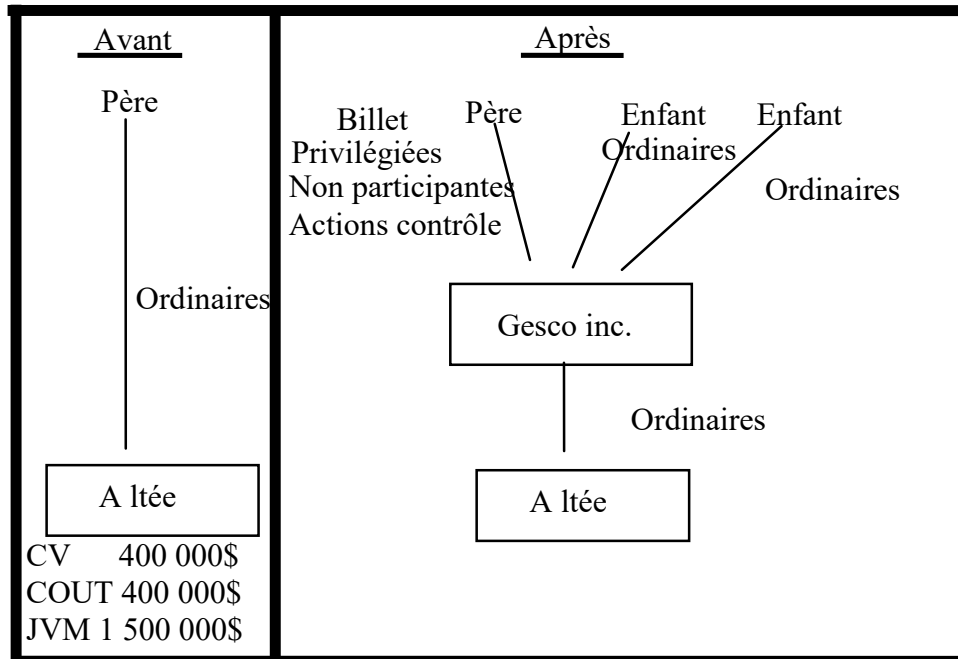 Avant
Père
Ordinaires
A ltée
CV 400 000$
COUT 400 000$
JVM 1 500 000$
Après
Billet
Privilégiées
Non participantes
Actions contrôle
Père
Enfant
Ordinaires
Enfant
Ordinaires
Gesco inc.
Ordinaires
A ltée